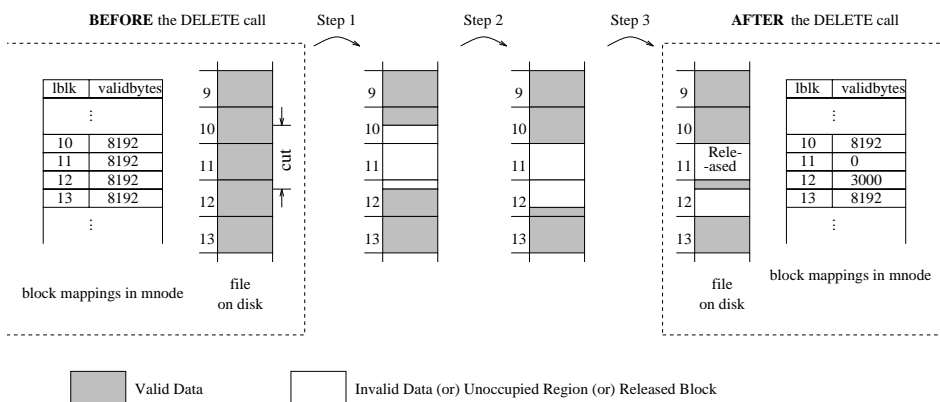 BEFORE the DELETE call
Step 1
Step 2
Step 3
AFTER the DELETE call
lblk validbytes
⋮
10 8192
11 8192
12 8192
13 8192
⋮
block mappings in mnode
9
10
11
12
13
cut
file
on disk
9
10
11
12
13
9
10
11
12
13
9
10
11
12
13
Rele-
-ased
file
on disk
lblk validbytes
⋮
10 8192
11 0
12 3000
13 8192
⋮
block mappings in mnode
Valid Data
Invalid Data (or) Unoccupied Region (or) Released Block